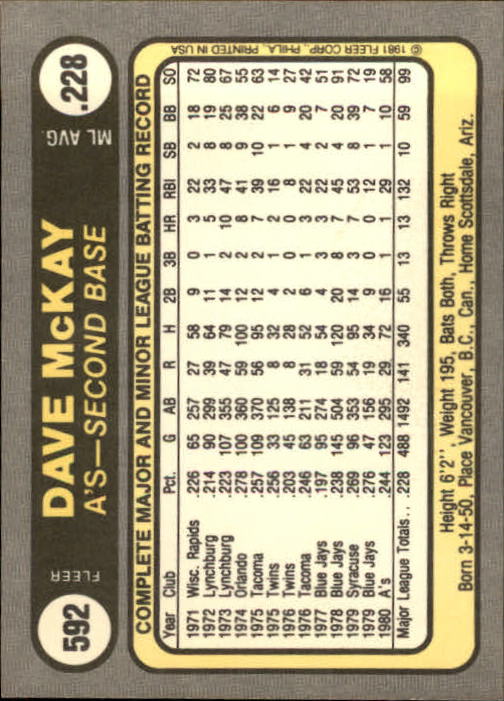 592
FLEER
DAVE McKAY
A'S—SECOND BASE
ML AVG.
.228
COMPLETE MAJOR AND MINOR LEAGUE BATTING RECORD
Year Club Pct. G AB R H 2B 3B HR RBI SB BB SO
1971 Wisc. Rapids .226 65 257 27 58 9 0 3 22 2 18 72
1972 Lynchburg .214 90 299 39 64 11 1 5 33 8 19 80
1973 Lynchburg .223 107 355 47 79 14 2 10 47 8 25 67
1974 Orlando .278 100 360 59 100 12 2 8 41 9 38 55
1975 Tacoma .257 109 370 56 95 12 2 7 39 10 22 63
1975 Twins .256 33 125 8 32 4 1 2 16 1 6 14
1976 Twins .203 45 138 8 28 2 0 0 8 1 9 27
1976 Tacoma .246 63 211 31 52 6 1 3 22 4 20 42
1977 Blue Jays .197 95 274 18 54 4 3 3 22 2 7 51
1978 Blue Jays .238 145 504 59 120 20 8 7 45 4 20 91
1979 Syracuse .269 96 353 54 95 14 1 7 53 8 39 72
1979 Blue Jays .276 47 156 19 34 9 0 0 12 1 7 19
1980 A's .244 123 295 29 72 16 1 1 29 1 10 58
Major League Totals.. .228 488 1492 141 340 55 13 13 132 10 59 99
Height 6'2'', Weight 195, Bats Both, Throws Right
Born 3-14-50, Place Vancouver, B.C., Can., Home Scottsdale, Ariz.
© 1981 FLEER CORP., PHILA., PRINTED IN USA